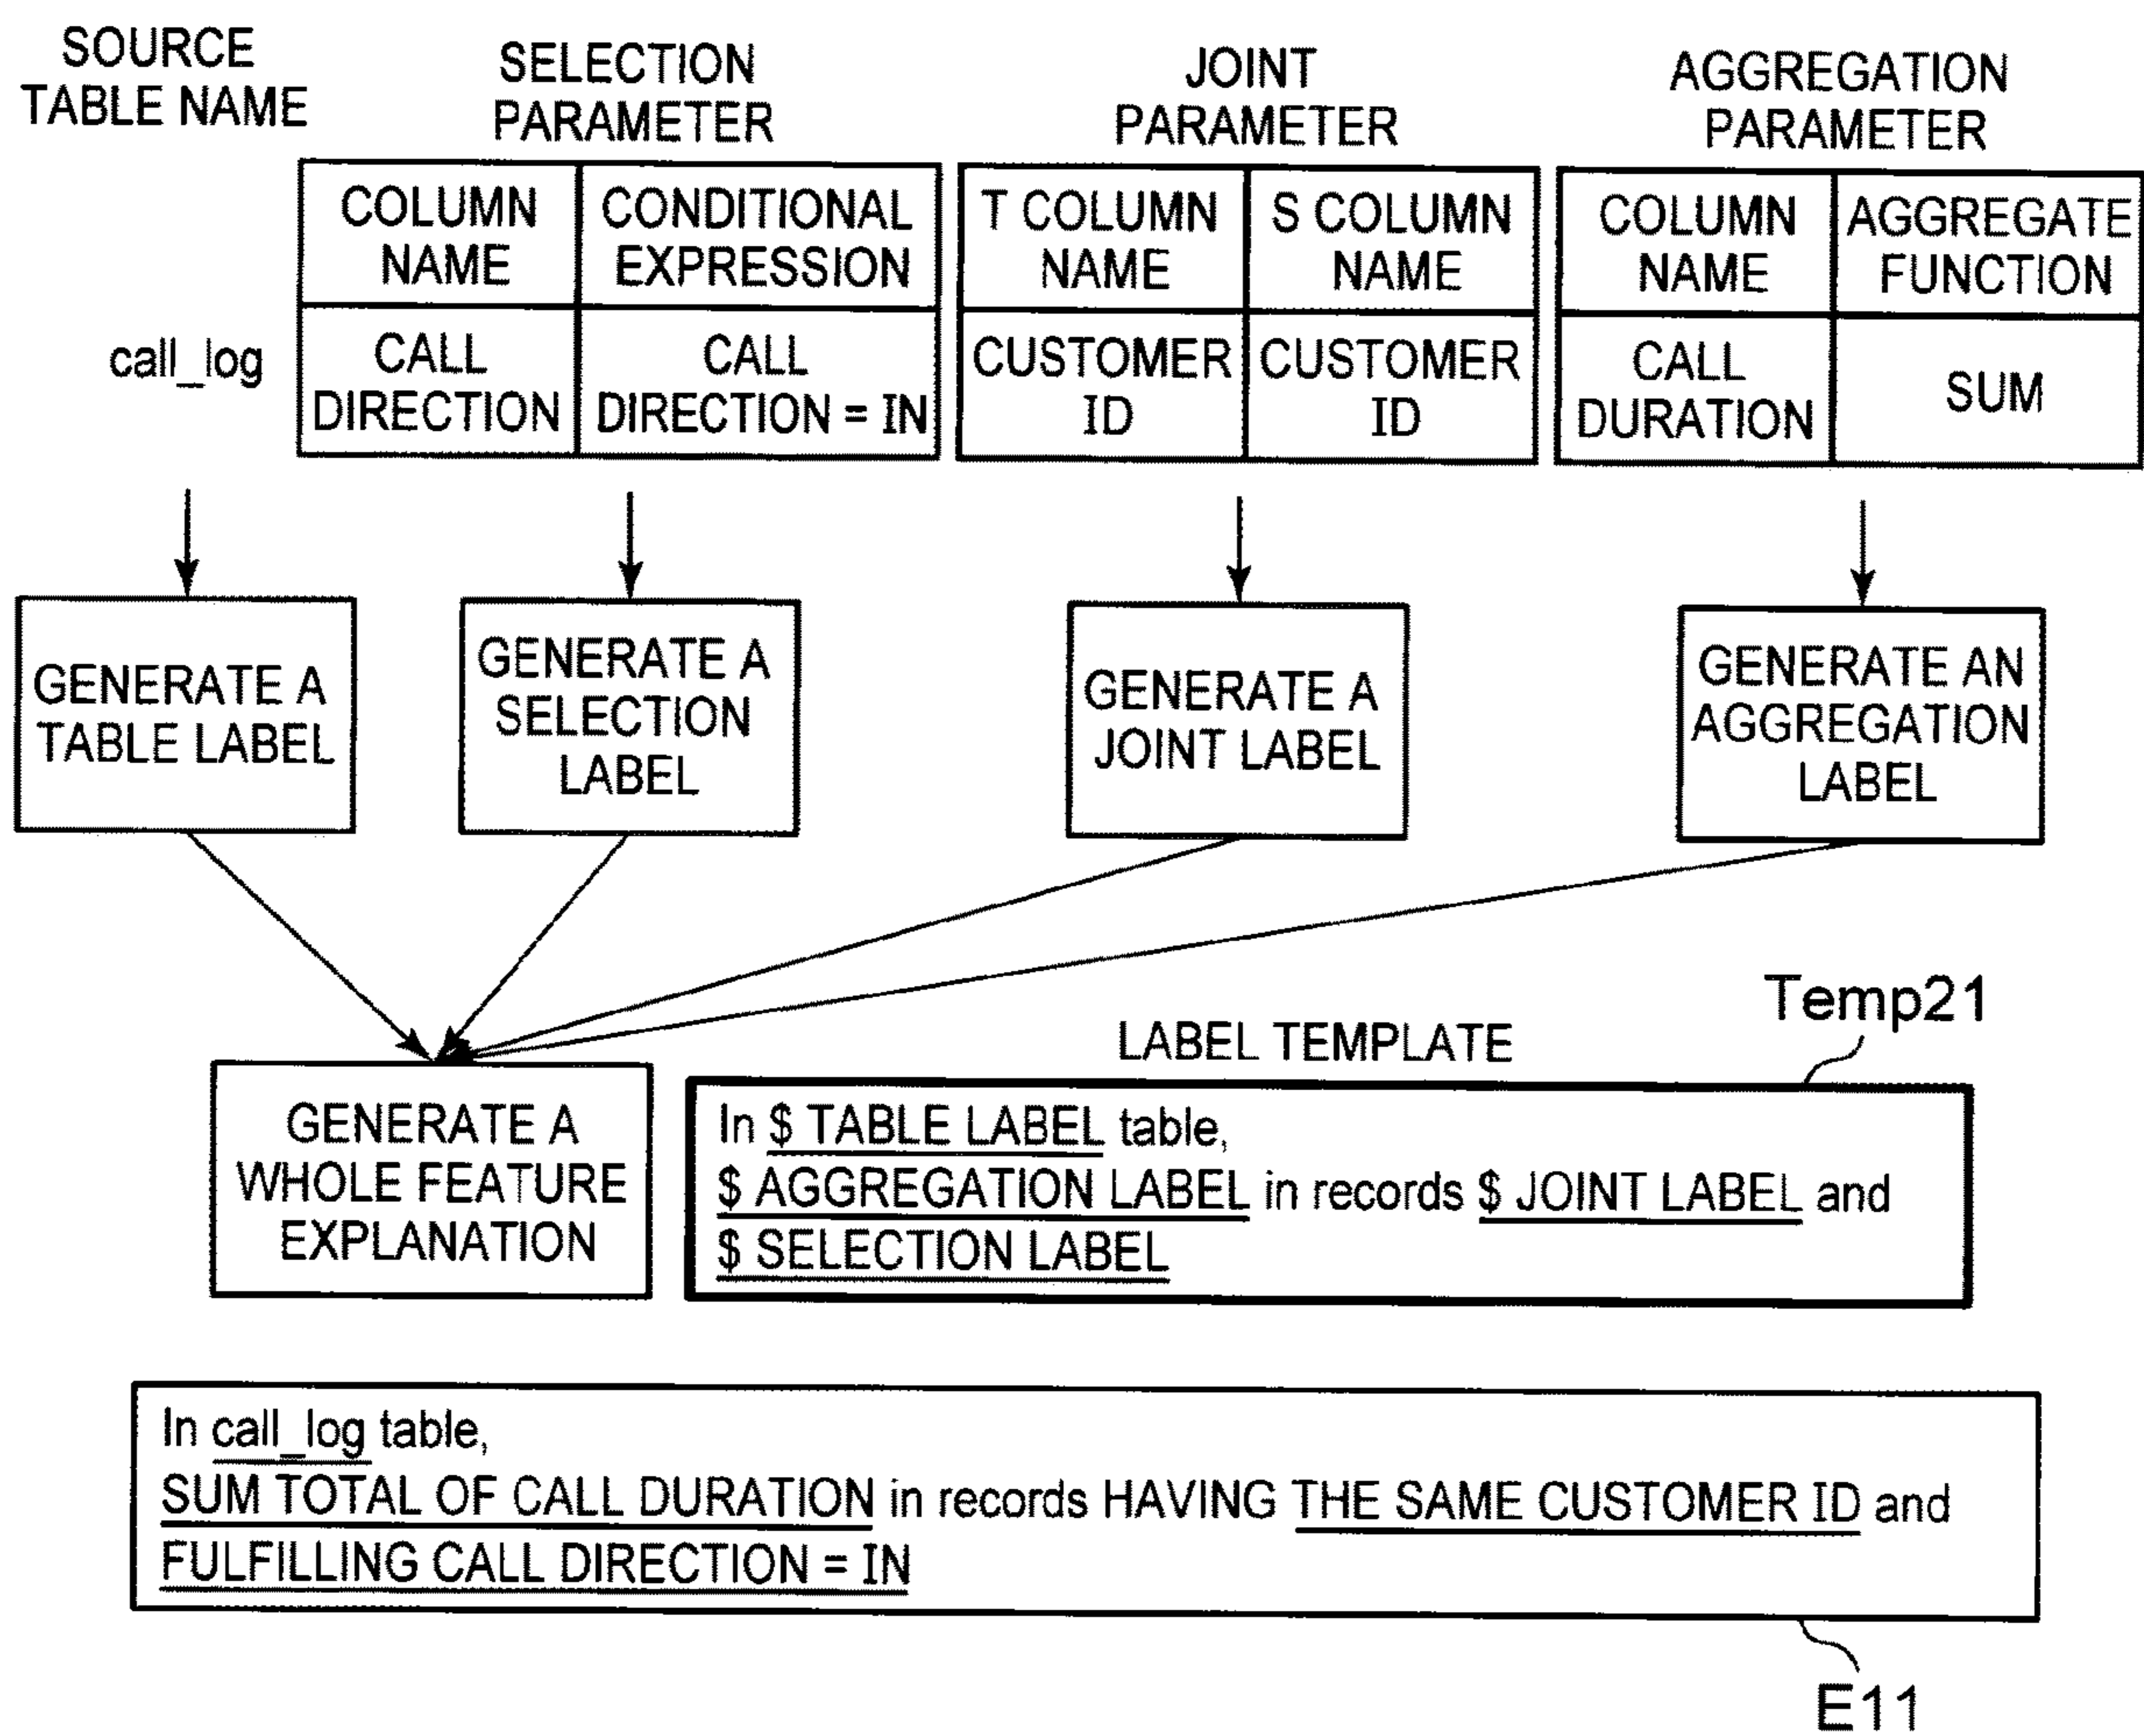 SOURCE
TABLE NAME
SELECTION
PARAMETER
JOINT
PARAMETER
AGGREGATION
PARAMETER
call_log
COLUMN
NAME
CONDITIONAL
EXPRESSION
CALL
DIRECTION
CALL
DIRECTION = IN
T COLUMN
NAME
S COLUMN
NAME
CUSTOMER
ID
CUSTOMER
ID
COLUMN
NAME
AGGREGATE
FUNCTION
CALL
DURATION
SUM
GENERATE A
TABLE LABEL
GENERATE A
SELECTION
LABEL
GENERATE A
JOINT LABEL
GENERATE AN
AGGREGATION
LABEL
GENERATE A
WHOLE FEATURE
EXPLANATION
LABEL TEMPLATE
Temp21
In $ TABLE LABEL table,
$ AGGREGATION LABEL in records $ JOINT LABEL and
$ SELECTION LABEL
In call_log table,
SUM TOTAL OF CALL DURATION in records HAVING THE SAME CUSTOMER ID and
FULFILLING CALL DIRECTION = IN
E11